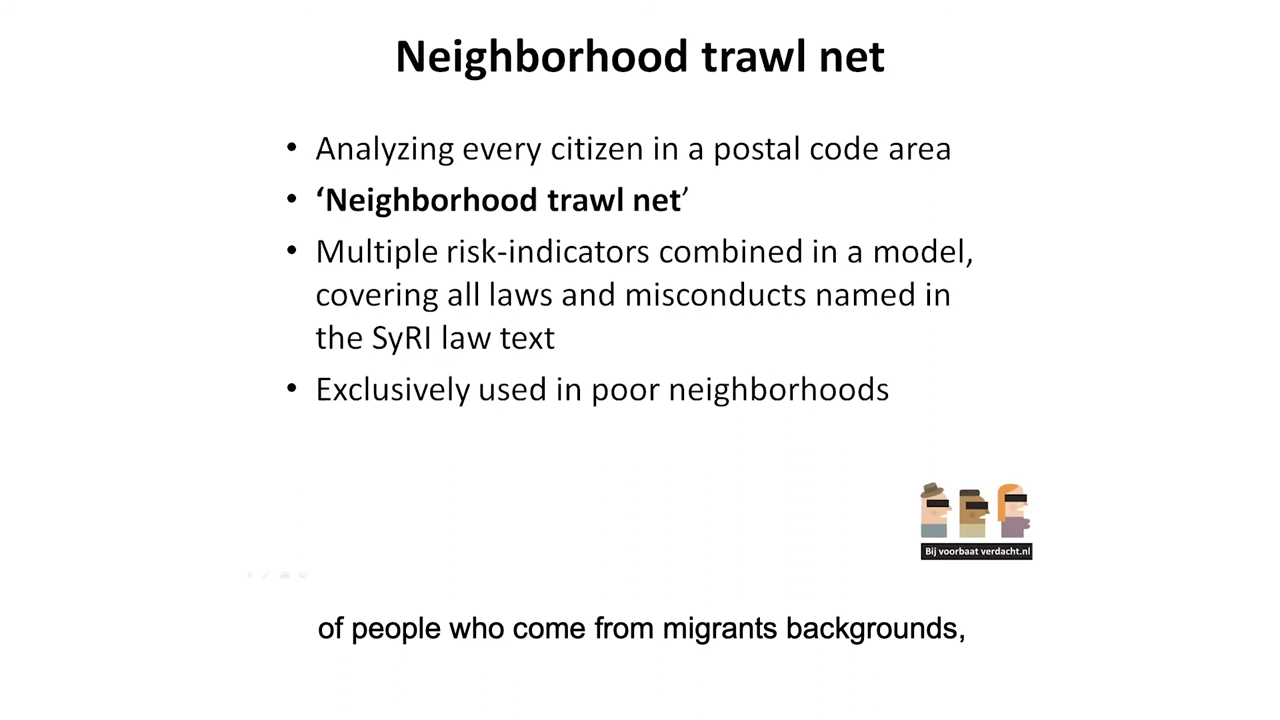 Neighborhood trawl net
• Analyzing every citizen in a postal code area
• ‘Neighborhood trawl net’
• Multiple risk-indicators combined in a model,
covering all laws and misconducts named in
the SyRI law text
• Exclusively used in poor neighborhoods
Bij voorbaat verdacht.nl
of people who come from migrants backgrounds,